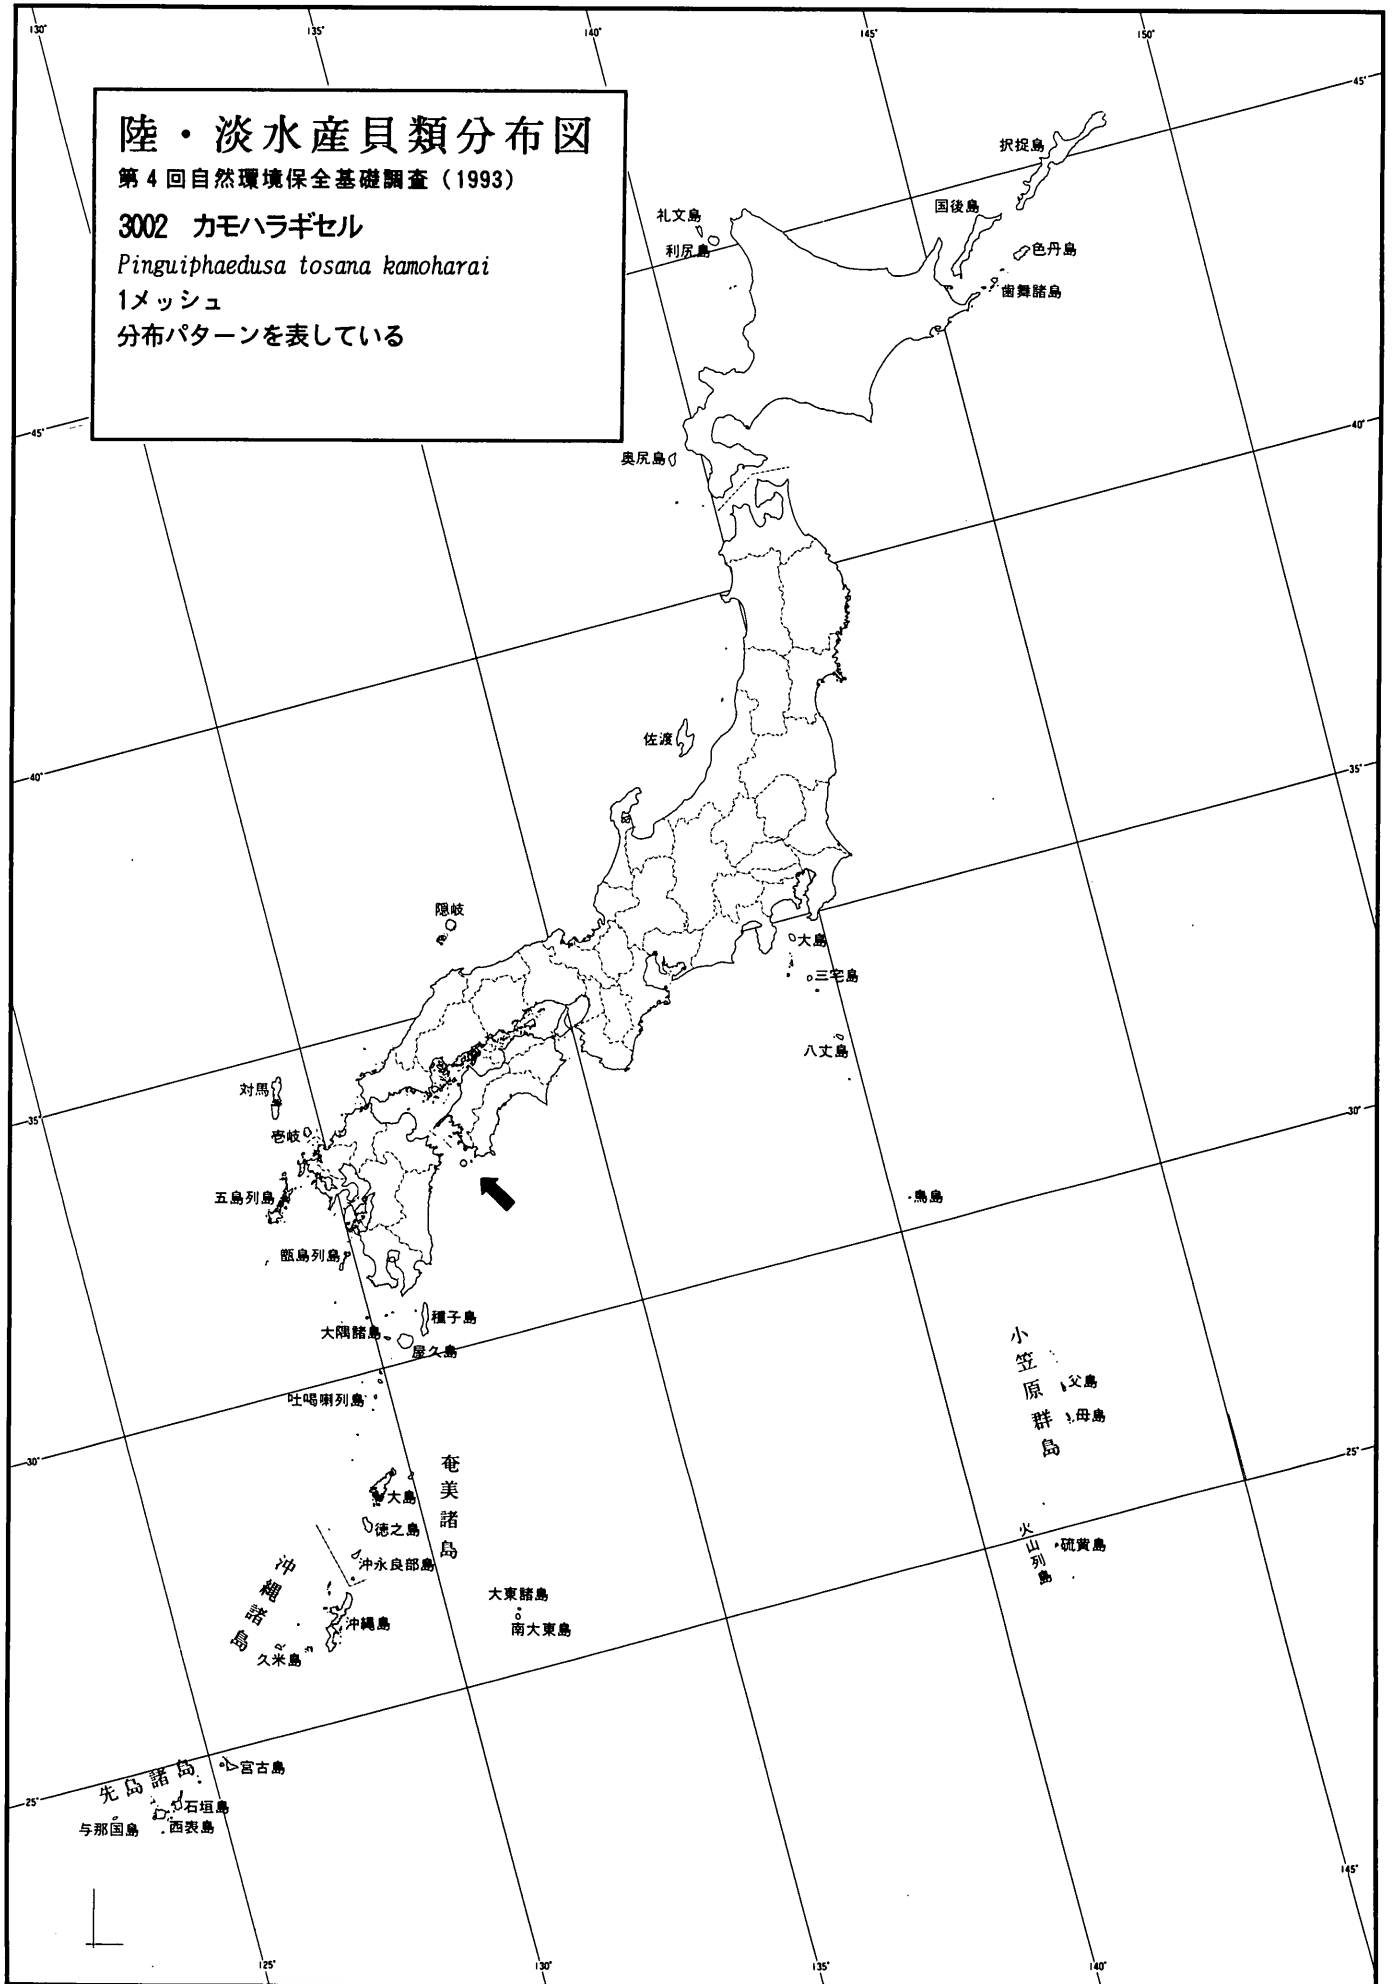 130°
135°
140°
145°
150°
45°
陸・淡水産貝類分布図
第4回自然環境保全基礎調査(1993)
3002 カモハラギセル
Pinguiphaedusa tosana kamoharai
1メッシュ
分布パターンを表している
択捉島
礼文島
国後島
利尻島
色丹島
歯舞諸島
45°
40°
奥尻島
佐渡
40°
35°
隠岐
大島
三宅島
八丈島
対馬
35°
30°
壱岐
五島列島
鳥島
甑島列島
種子島
大隅諸島
屋久島
小笠原群島
父島
吐噶喇列島
母島
30°
25°
奄美諸島
大島
徳之島
火山列島
硫黄島
沖永良部島
沖縄諸島
大東諸島
沖縄島
南大東島
久米島
先島諸島
宮古島
25°
石垣島
与那国島
西表島
145°
125°
130°
135°
140°